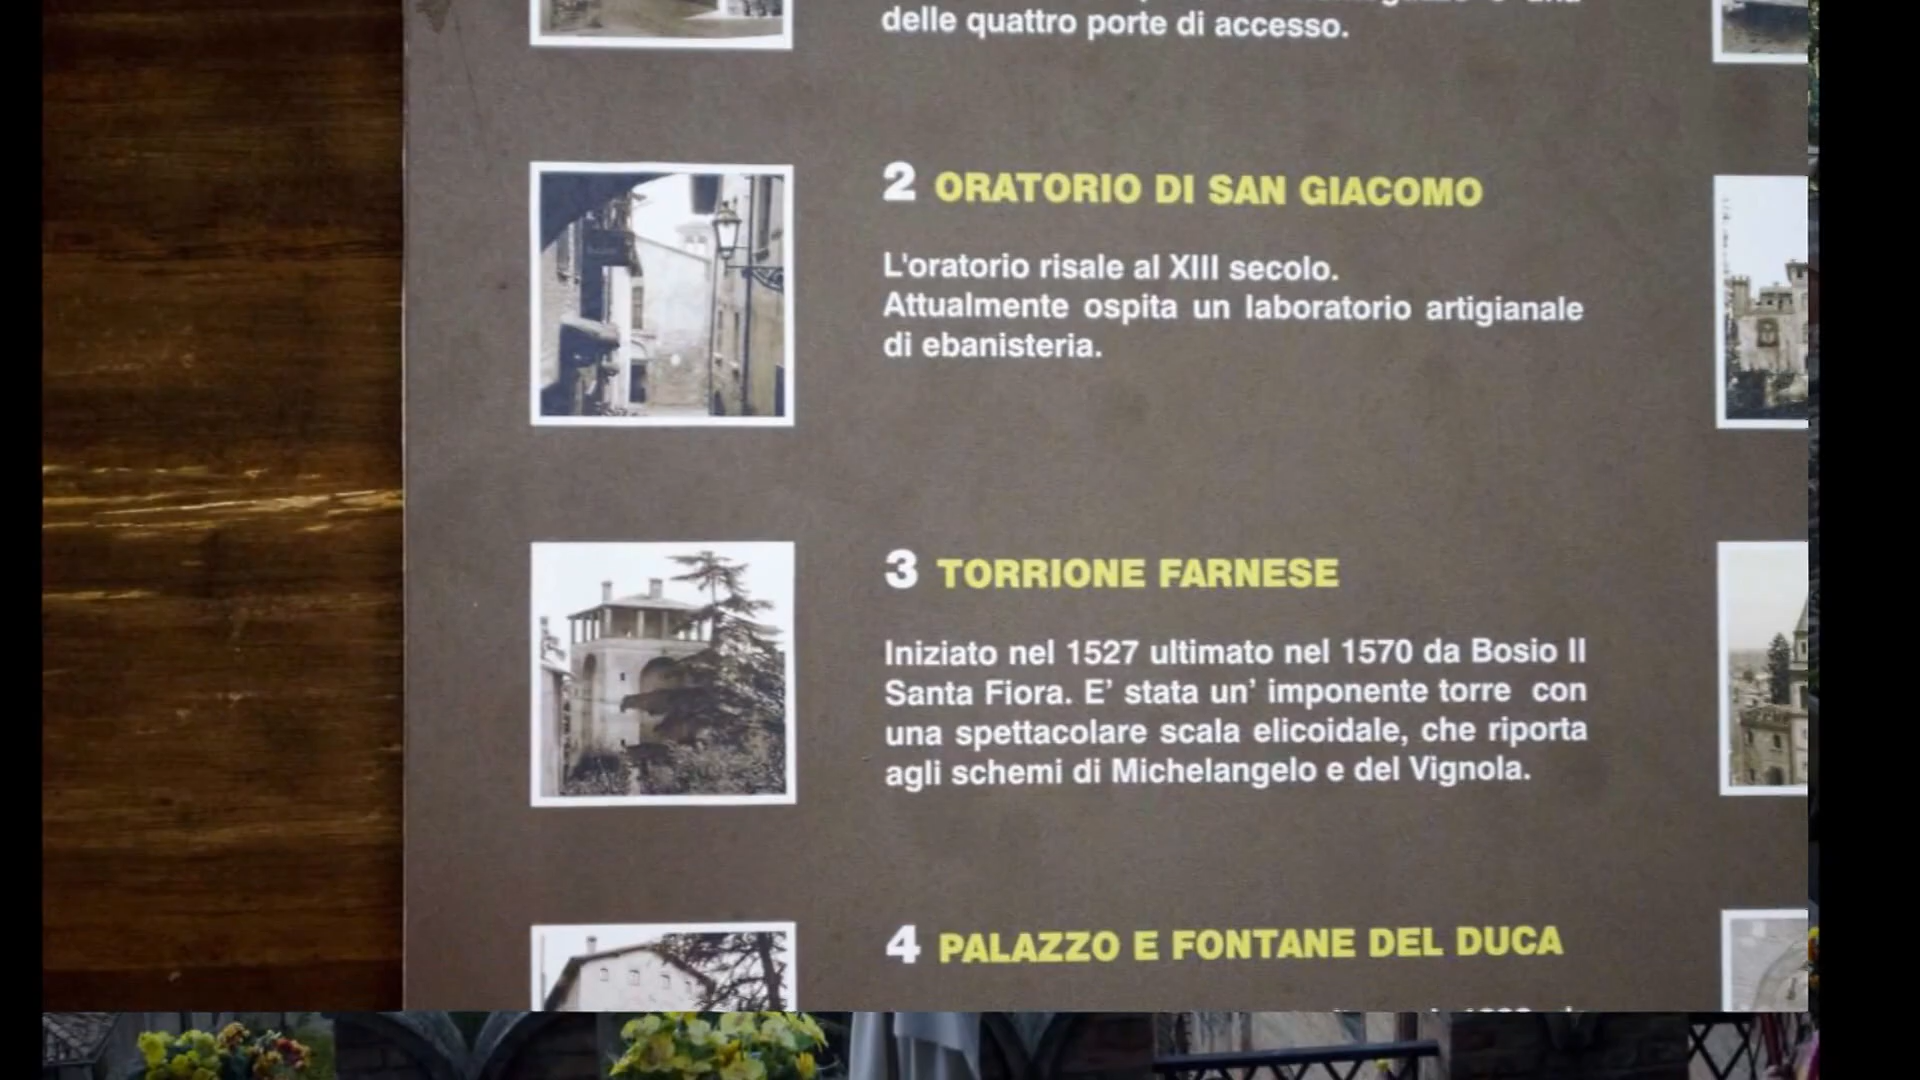 delle quattro porte di accesso.
2 ORATORIO DI SAN GIACOMO
L'oratorio risale al XIII secolo.
Attualmente ospita un laboratorio artigianale
di ebanisteria.
3 TORRIONE FARNESE
Iniziato nel 1527 ultimato nel 1570 da Bosio II
Santa Fiora. E' stata un' imponente torre con
una spettacolare scala elicoidale, che riporta
agli schemi di Michelangelo e del Vignola.
4 PALAZZO E FONTANE DEL DUCA